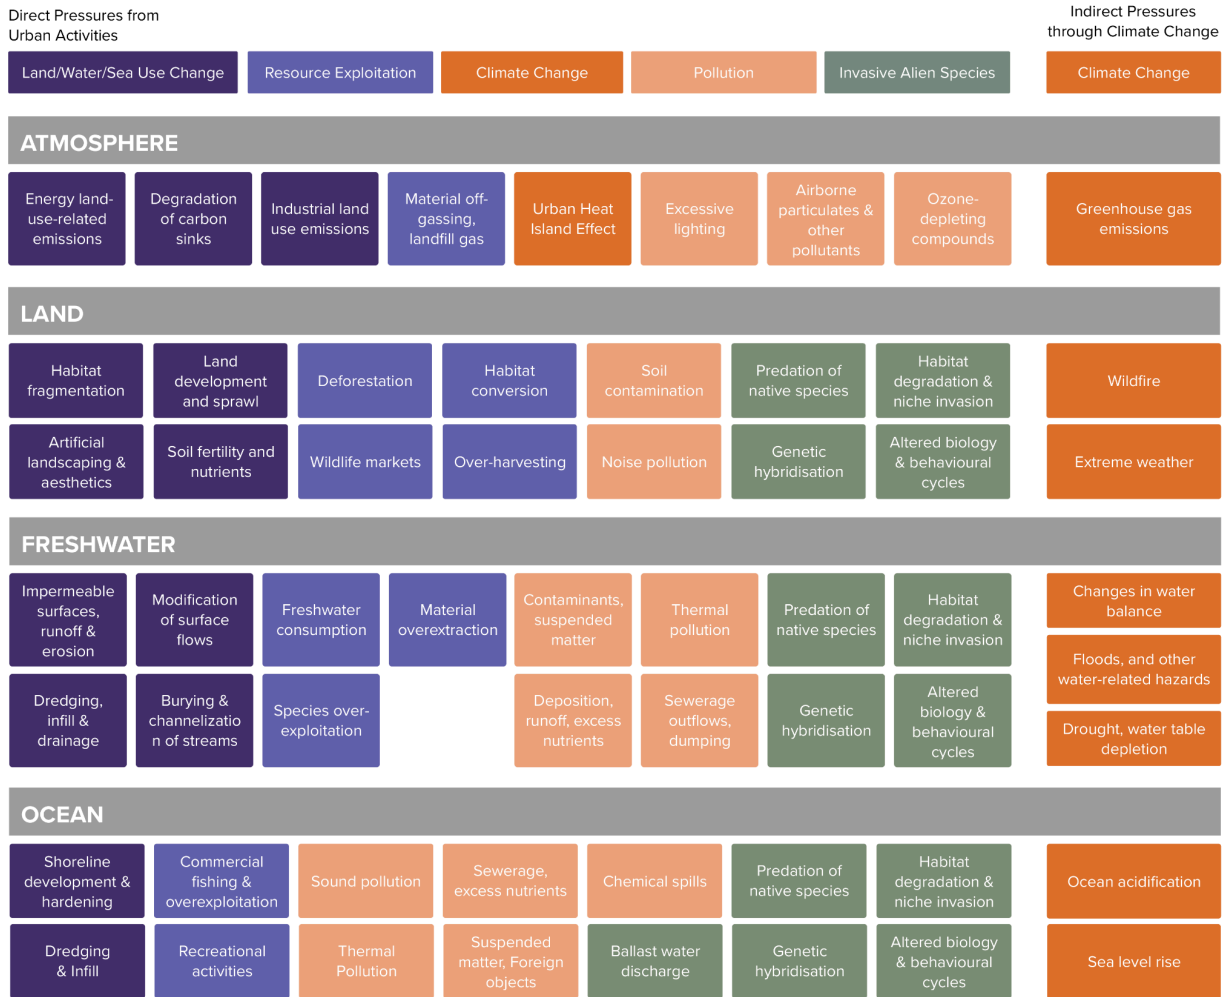 Direct Pressures from
Urban Activities
Indirect Pressures
through Climate Change
Land/Water/Sea Use Change
Resource Exploitation
Climate Change
Pollution
Invasive Alien Species
Climate Change
ATMOSPHERE
Energy land-
use-related
emissions
Degradation
of carbon
sinks
Industrial land
use emissions
Material off-
gassing,
landfill gas
Urban Heat
Island Effect
Excessive
lighting
Airborne
particulates &
other
pollutants
Ozone-
depleting
compounds
Greenhouse gas
emissions
LAND
Habitat
fragmentation
Land
development
and sprawl
Deforestation
Habitat
conversion
Soil
contamination
Predation of
native species
Habitat
degradation &
niche invasion
Wildfire
Artificial
landscaping &
aesthetics
Soil fertility and
nutrients
Wildlife markets
Over-harvesting
Noise pollution
Genetic
hybridisation
Altered biology
& behavioural
cycles
Extreme weather
FRESHWATER
Impermeable
surfaces,
runoff &
erosion
Modification
of surface
flows
Freshwater
consumption
Material
overextraction
Contaminants,
suspended
matter
Thermal
pollution
Predation of
native species
Habitat
degradation &
niche invasion
Changes in water
balance
Floods, and other
water-related hazards
Dredging,
infill &
drainage
Burying &
channelizatio
n of streams
Species over-
exploitation
Deposition,
runoff, excess
nutrients
Sewerage
outflows,
dumping
Genetic
hybridisation
Altered
biology &
behavioural
cycles
Drought, water table
depletion
OCEAN
Shoreline
development &
hardening
Commercial
fishing &
overexploitation
Sound pollution
Sewerage,
excess nutrients
Chemical spills
Predation of
native species
Habitat
degradation &
niche invasion
Ocean acidification
Dredging
& Infill
Recreational
activities
Thermal
Pollution
Suspended
matter, Foreign
objects
Ballast water
discharge
Genetic
hybridisation
Altered biology
& behavioural
cycles
Sea level rise